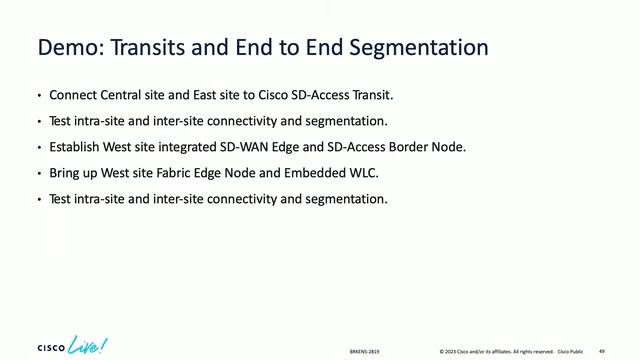 Demo: Transits and End to End Segmentation
• Connect Central site and East site to Cisco SD-Access Transit.
• Test intra-site and inter-site connectivity and segmentation.
• Establish West site integrated SD-WAN Edge and SD-Access Border Node.
• Bring up West site Fabric Edge Node and Embedded WLC.
• Test intra-site and inter-site connectivity and segmentation.
CISCO Live!
BRKENS-2819
© 2023 Cisco and/or its affiliates. All rights reserved. Cisco Public
49